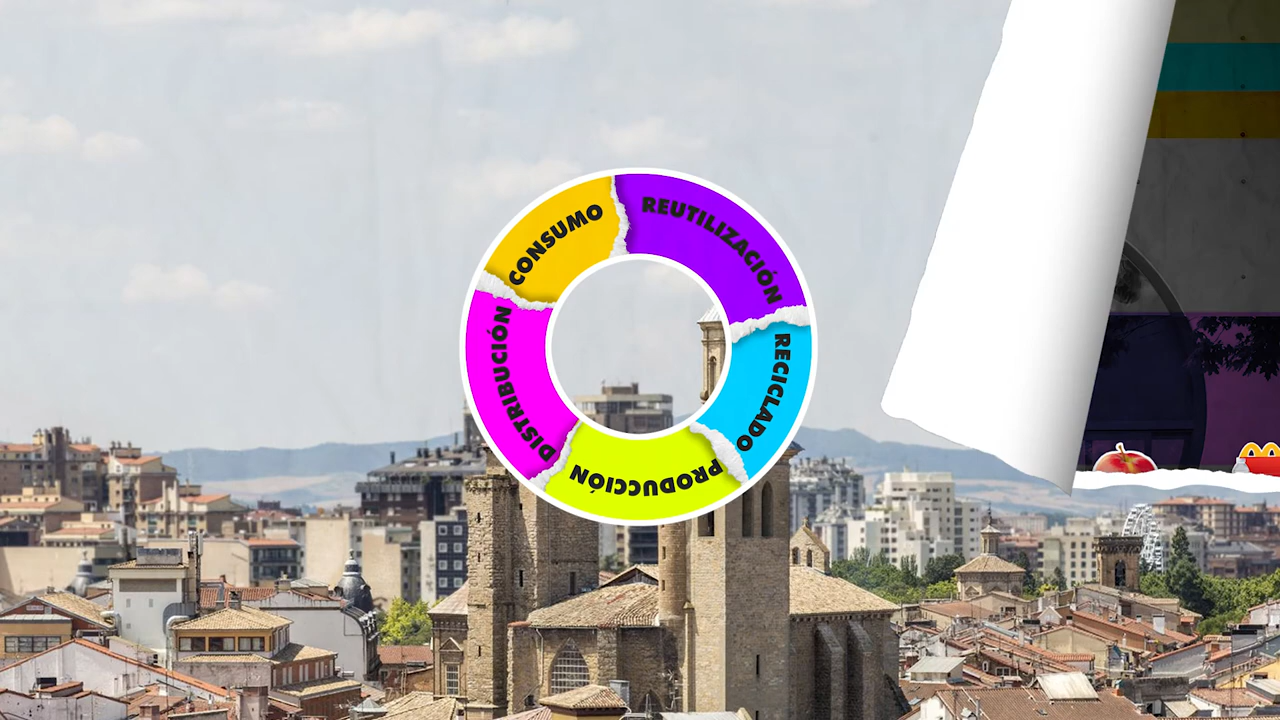 CONSUMO
REUTILIZACIÓN
RECICLADO
PRODUCCIÓN
DISTRIBUCIÓN